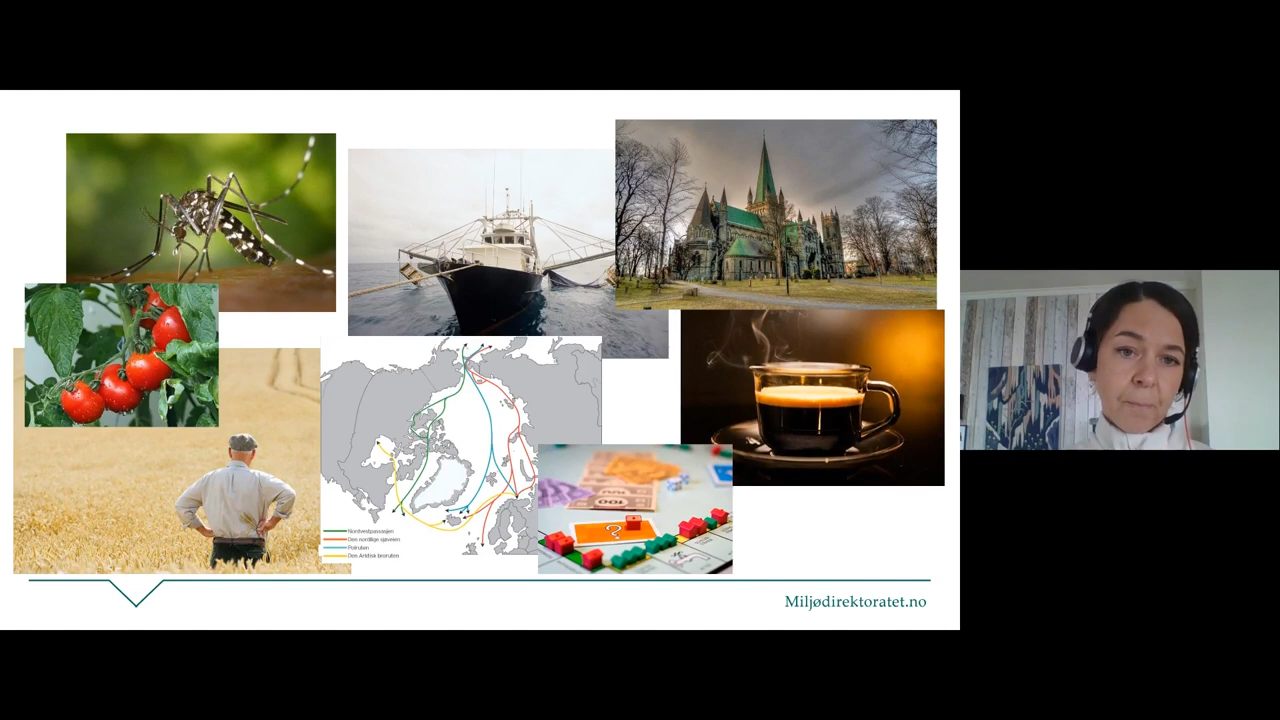 Nordvestpassasjen
Den nordlige sjøveien
Polruten
Den Arktisk broruten
?
Miljødirektoratet.no